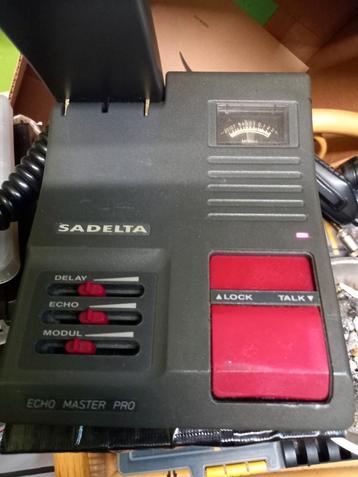 SADELTA
DELAY
ECHO
MODUL
▲LOCK TALK▼
ECHO MASTER PRO